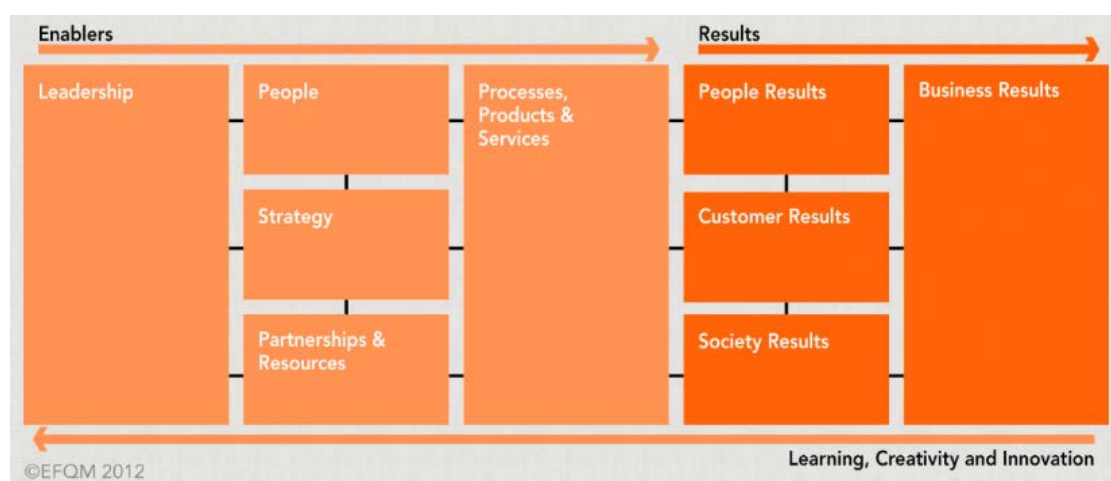 Enablers
Results
Leadership
People
Processes,
Products &
Services
People Results
Business Results
Strategy
Customer Results
Partnerships &
Resources
Society Results
Learning, Creativity and Innovation
©EFQM 2012